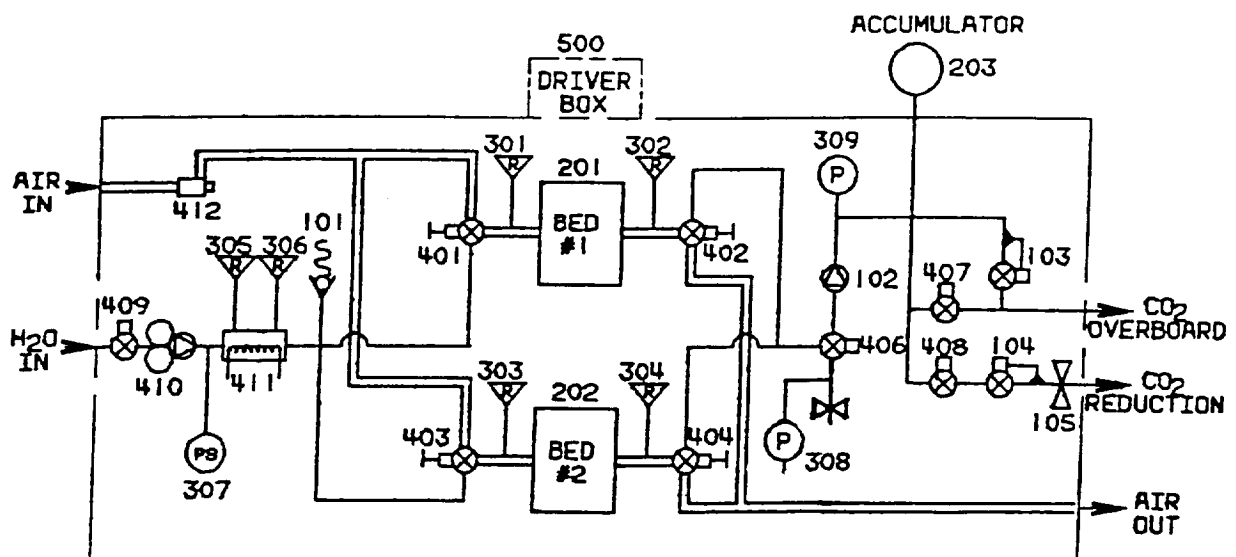 ACCUMULATOR
203
500
DRIVER
BOX
AIR
IN
412
301
R
302
R
201
BED
#1
309
P
305
R
306
R
101
401
402
102
103
407
CO2
OVERBOARD
409
H2O
IN
410
411
406
408
104
CO2
REDUCTION
105
303
R
304
R
202
BED
#2
403
404
PS
307
P
308
AIR
OUT